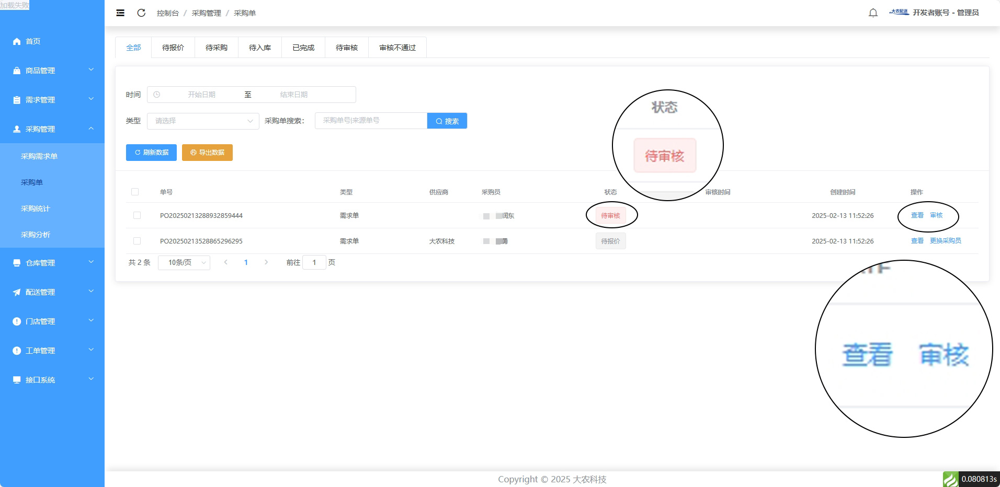 加载失败
控制台 / 采购管理 / 采购单
大农配送 开发者账号 - 管理员
首页
商品管理
需求管理
采购管理
采购需求单
采购单
采购统计
采购分析
仓库管理
配送管理
门店管理
工单管理
接口系统
全部 待报价 待采购 待入库 已完成 待审核 审核不通过
时间 开始日期 至 结束日期
类型 请选择 采购单搜索： 采购单号|来源单号 搜索
刷新数据 导出数据
状态
待审核
单号 类型 供应商 采购员 状态 审核时间 创建时间 操作
PO20250213288932859444 需求单 润东 待审核 2025-02-13 11:52:26 查看 审核
PO20250213528865296295 需求单 大农科技 勇 待报价 2025-02-13 11:52:26 查看 更换采购员
共 2 条 10条/页 1 前往 1 页
查看 审核
Copyright © 2025 大农科技
0.080813s